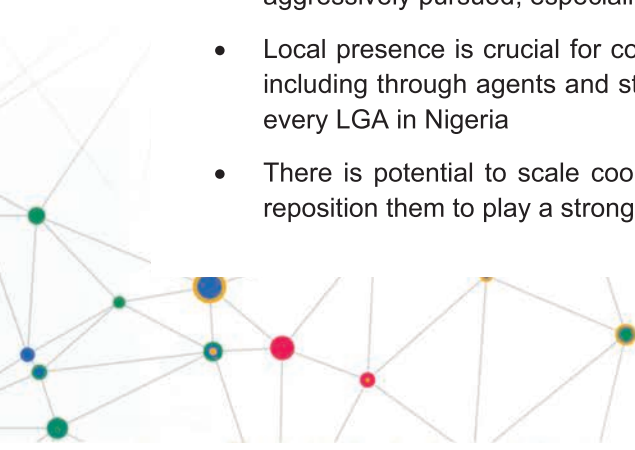 aggressively pursued, especiall
• Local presence is crucial for co
including through agents and st
every LGA in Nigeria
• There is potential to scale coo
reposition them to play a strong